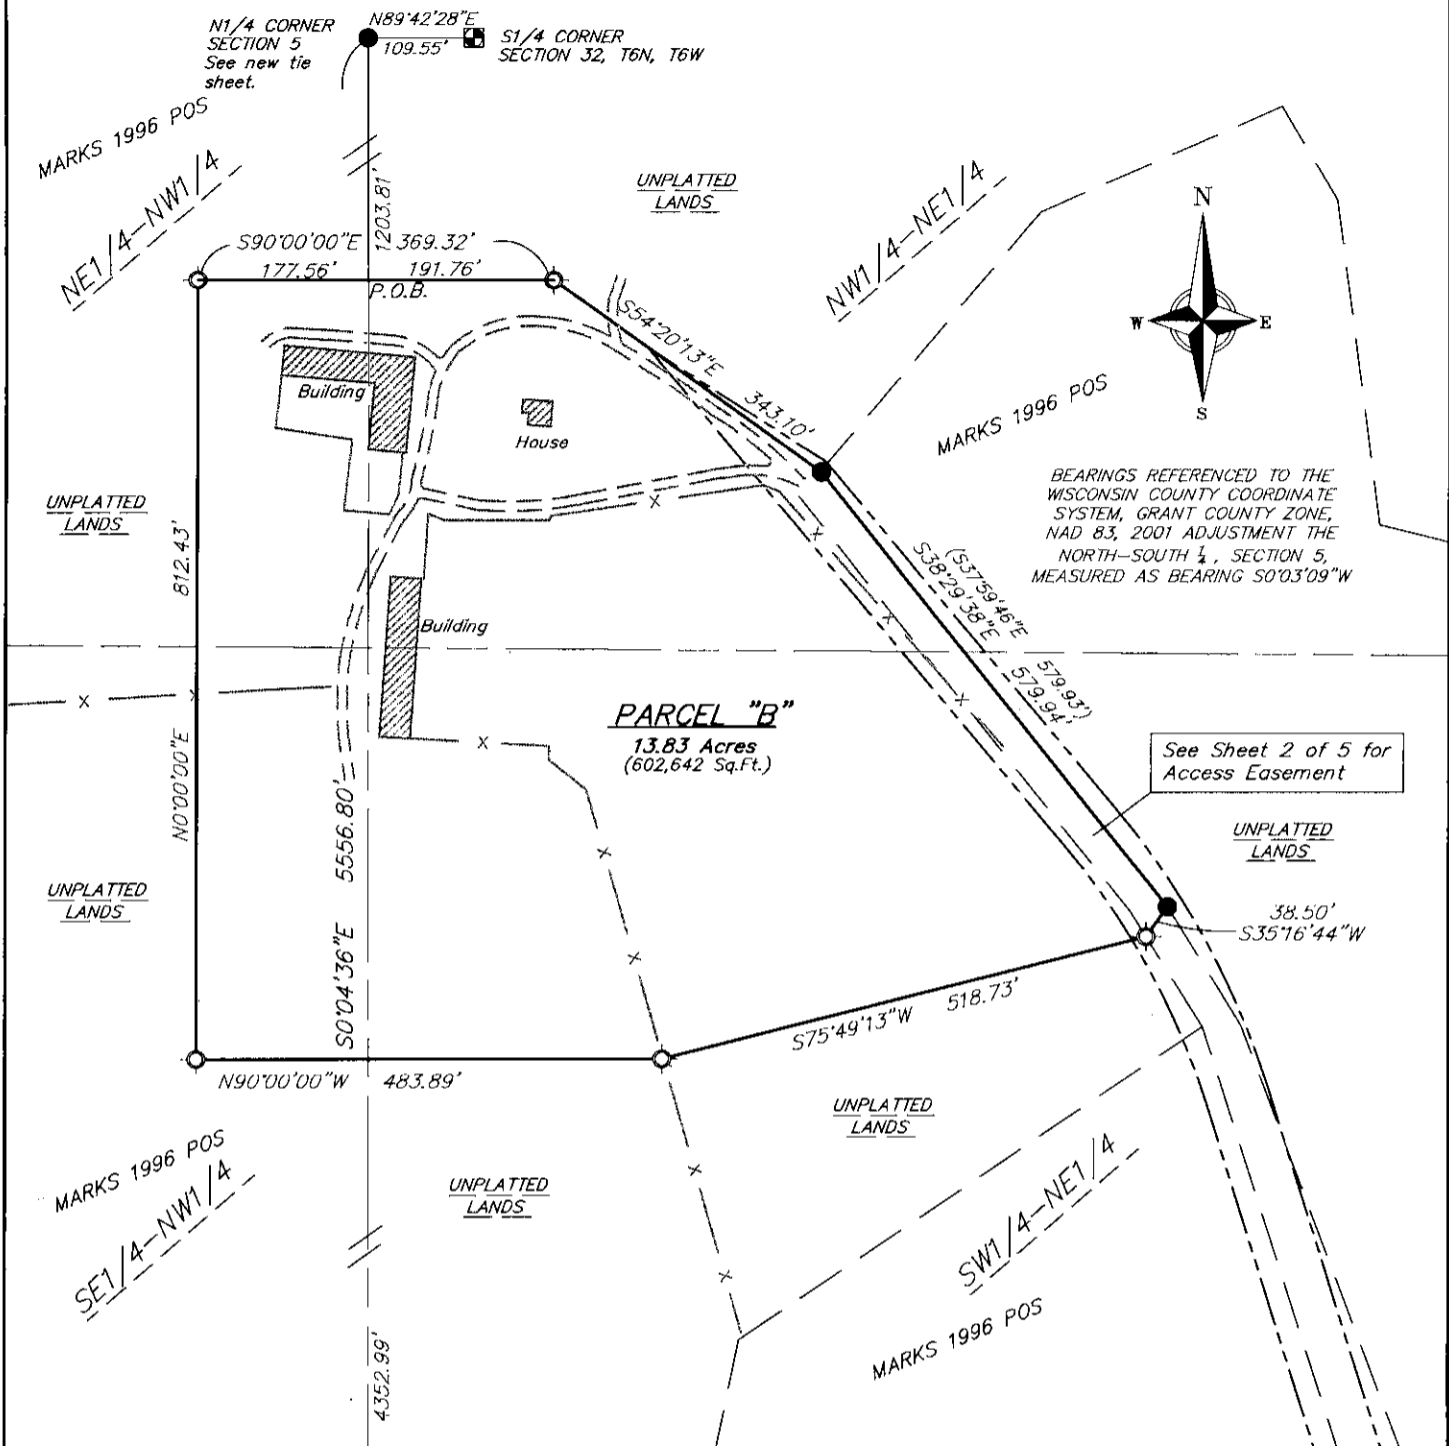 N1/4 CORNER
SECTION 5
See new tie
sheet.
N89°42'28"E
109.55'
S1/4 CORNER
SECTION 32, T6N, T6W
MARKS 1996 POS
NE1/4-NW1/4
1203.81'
UNPLATTED
LANDS
NW1/4-NE1/4
N
W
E
S
S90°00'00"E 369.32'
177.56' 191.76'
P.O.B.
S54°20'13"E 343.10'
MARKS 1996 POS
Building
House
BEARINGS REFERENCED TO THE
WISCONSIN COUNTY COORDINATE
SYSTEM, GRANT COUNTY ZONE,
NAD 83, 2001 ADJUSTMENT THE
NORTH-SOUTH 1/4, SECTION 5,
MEASURED AS BEARING S0°03'09"W
UNPLATTED
LANDS
812.43'
N0°00'00"E
(S37°59'46"E 579.93')
S38°29'38"E 579.94'
Building
PARCEL "B"
13.83 Acres
(602,642 Sq.Ft.)
See Sheet 2 of 5 for
Access Easement
UNPLATTED
LANDS
UNPLATTED
LANDS
S0°04'36"E 5556.80'
38.50'
S35°16'44"W
S75°49'13"W 518.73'
N90°00'00"W 483.89'
UNPLATTED
LANDS
MARKS 1996 POS
SE1/4-NW1/4
UNPLATTED
LANDS
SW1/4-NE1/4
MARKS 1996 POS
4352.99'